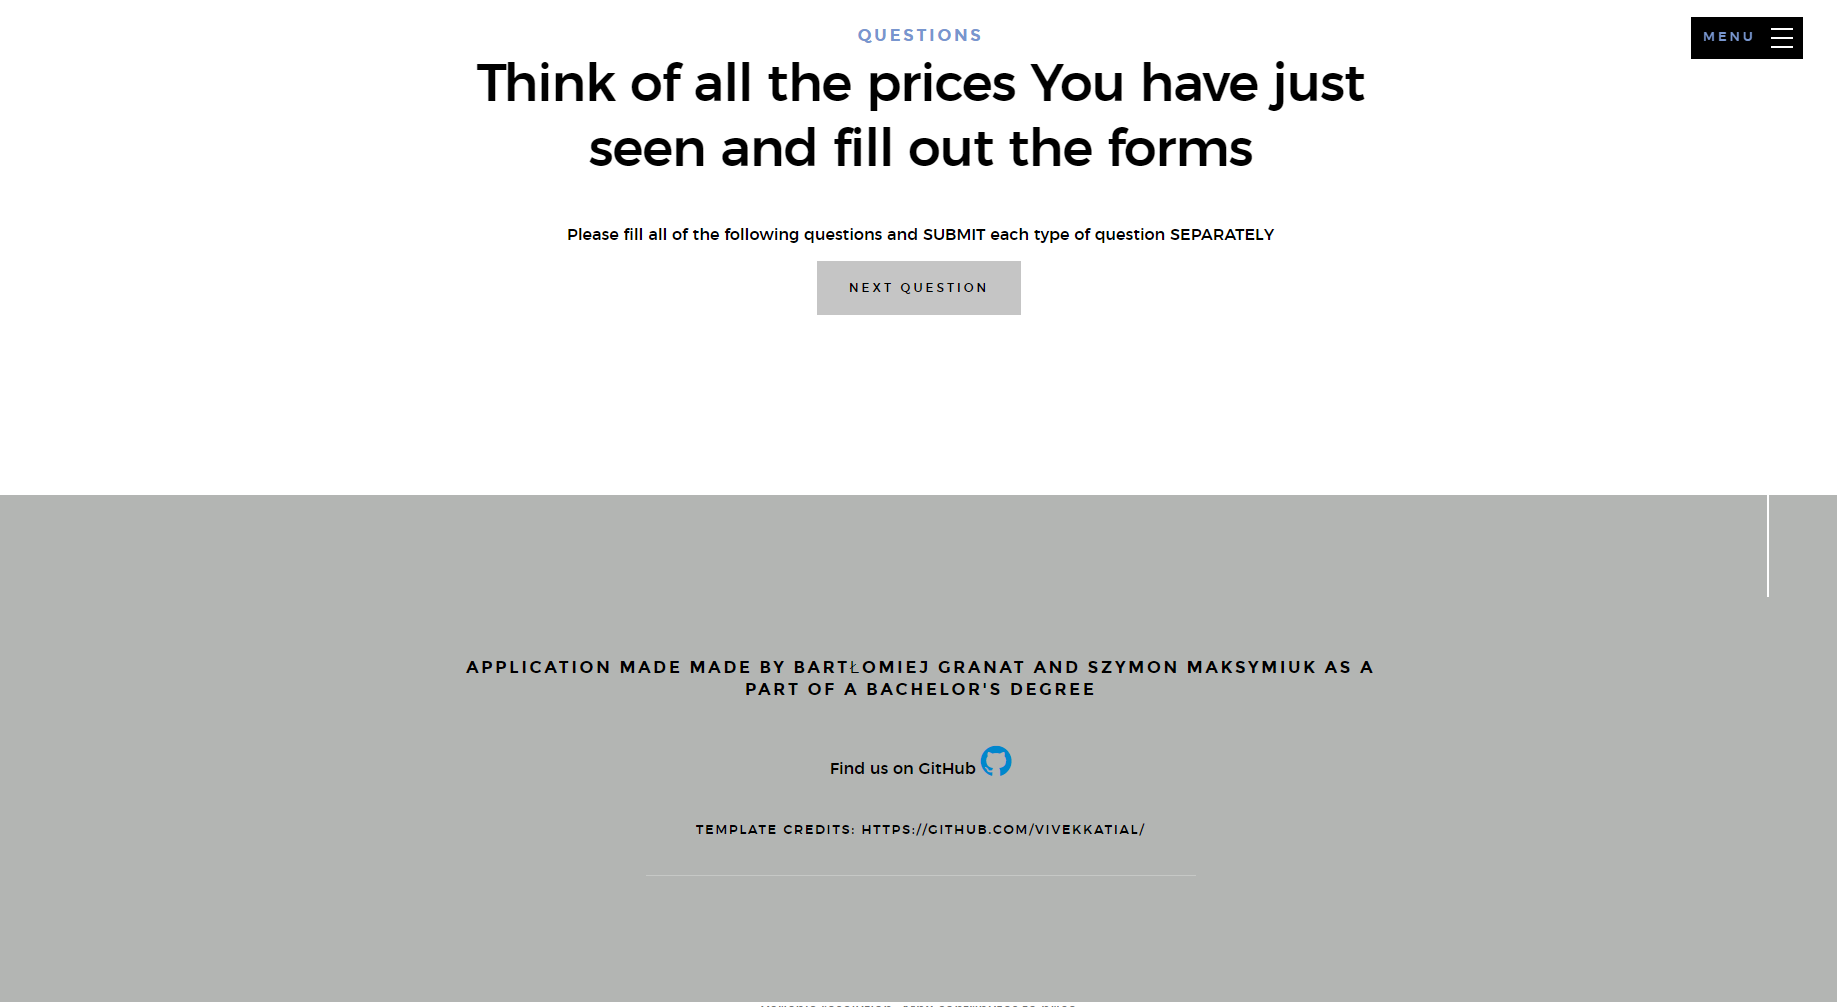 QUESTIONS
MENU
Think of all the prices You have just
seen and fill out the forms
Please fill all of the following questions and SUBMIT each type of question SEPARATELY
NEXT QUESTION
APPLICATION MADE MADE BY BARTŁOMIEJ GRANAT AND SZYMON MAKSYMIUK AS A
PART OF A BACHELOR'S DEGREE
Find us on GitHub
TEMPLATE CREDITS: HTTPS://GITHUB.COM/VIVEKKATIAL/